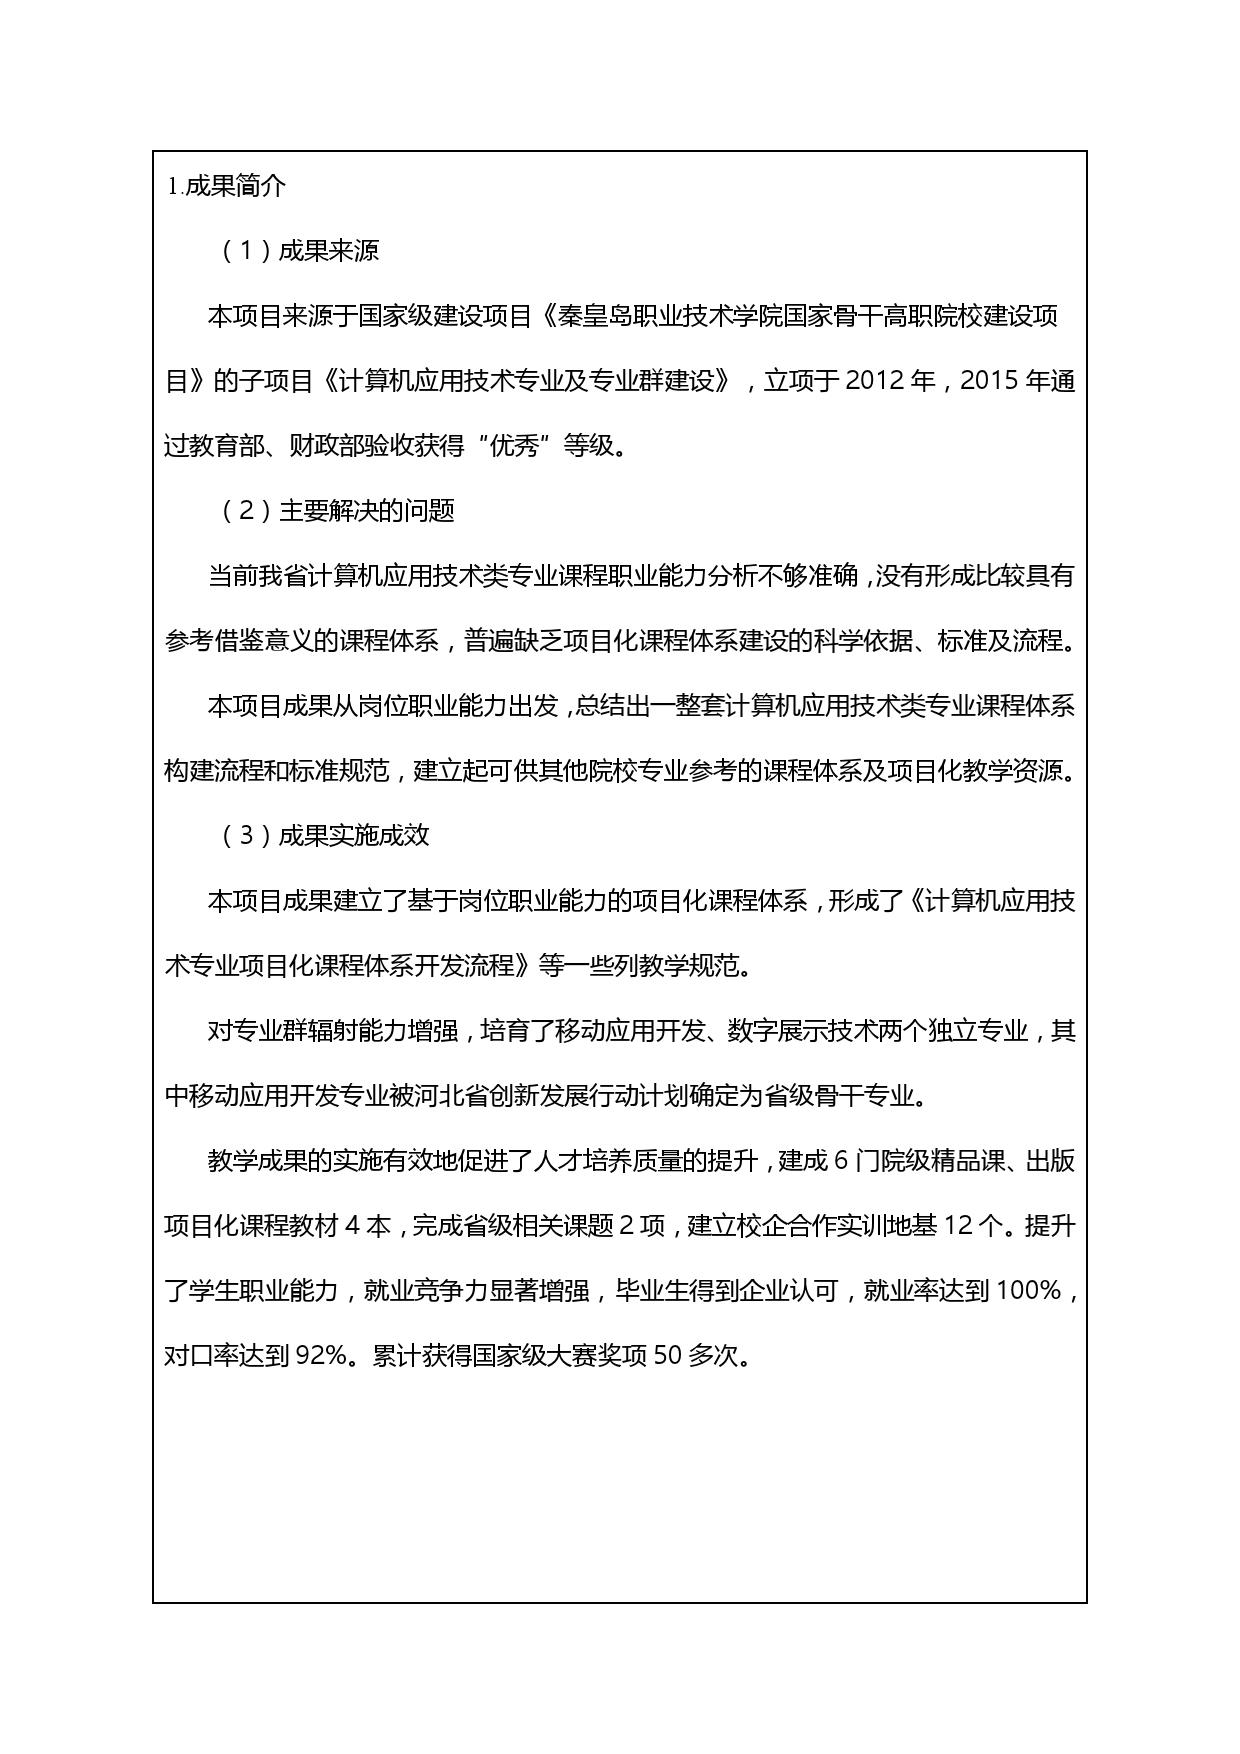 1.成果简介
（1）成果来源
本项目来源于国家级建设项目《秦皇岛职业技术学院国家骨干高职院校建设项
目》的子项目《计算机应用技术专业及专业群建设》，立项于 2012 年，2015 年通
过教育部、财政部验收获得“优秀”等级。
（2）主要解决的问题
当前我省计算机应用技术类专业课程职业能力分析不够准确，没有形成比较具有
参考借鉴意义的课程体系，普遍缺乏项目化课程体系建设的科学依据、标准及流程。
本项目成果从岗位职业能力出发，总结出一整套计算机应用技术类专业课程体系
构建流程和标准规范，建立起可供其他院校专业参考的课程体系及项目化教学资源。
（3）成果实施成效
本项目成果建立了基于岗位职业能力的项目化课程体系，形成了《计算机应用技
术专业项目化课程体系开发流程》等一些列教学规范。
对专业群辐射能力增强，培育了移动应用开发、数字展示技术两个独立专业，其
中移动应用开发专业被河北省创新发展行动计划确定为省级骨干专业。
教学成果的实施有效地促进了人才培养质量的提升，建成 6 门院级精品课、出版
项目化课程教材 4 本，完成省级相关课题 2 项，建立校企合作实训地基 12 个。提升
了学生职业能力，就业竞争力显著增强，毕业生得到企业认可，就业率达到 100%，
对口率达到 92%。累计获得国家级大赛奖项 50 多次。